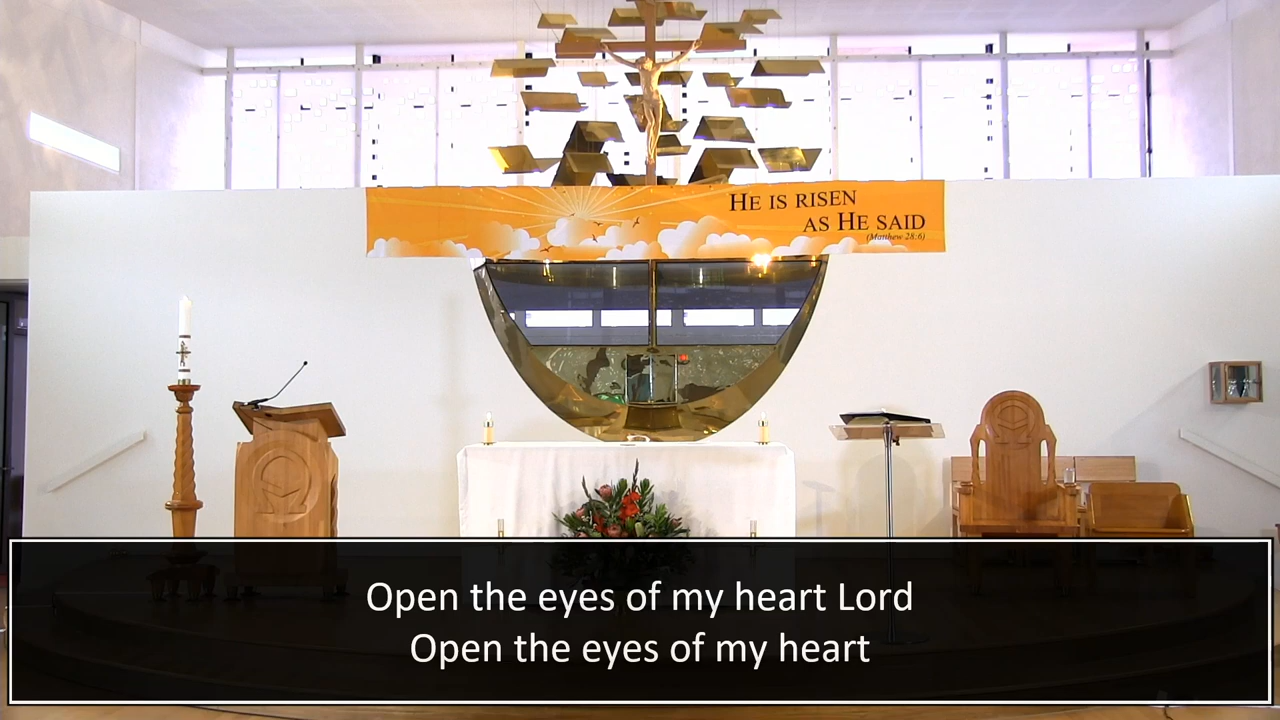 HE IS RISEN
AS HE SAID
(Matthew 28:6)
Open the eyes of my heart Lord
Open the eyes of my heart